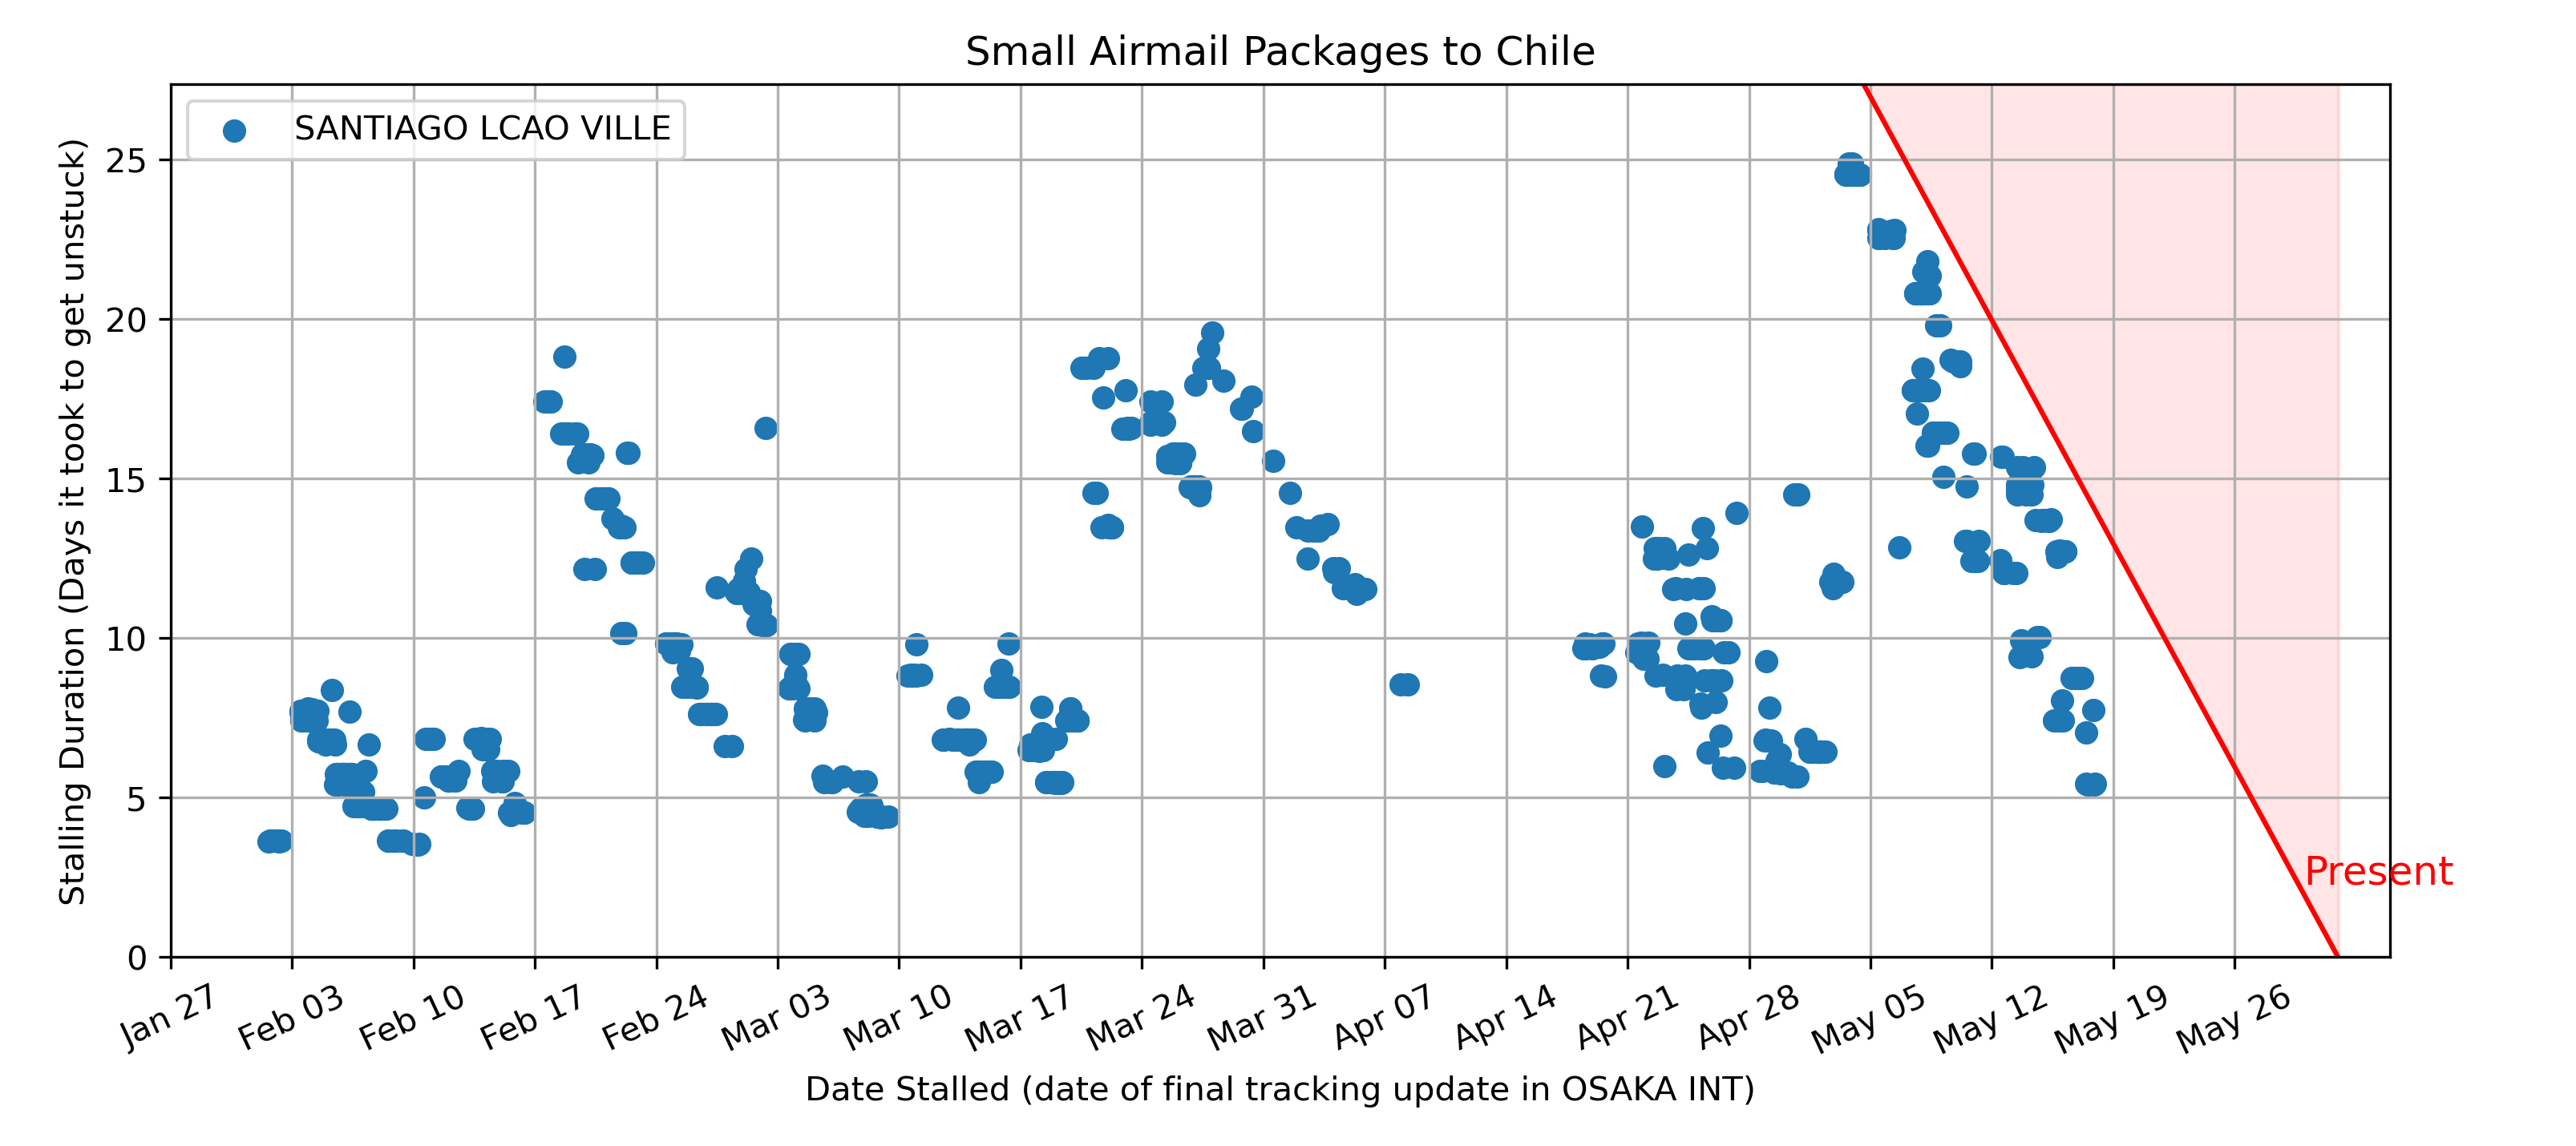 Small Airmail Packages to Chile
SANTIAGO LCAO VILLE
Stalling Duration (Days it took to get unstuck)
25
20
15
10
5
0
Present
Jan 27
Feb 03
Feb 10
Feb 17
Feb 24
Mar 03
Mar 10
Mar 17
Mar 24
Mar 31
Apr 07
Apr 14
Apr 21
Apr 28
May 05
May 12
May 19
May 26
Date Stalled (date of final tracking update in OSAKA INT)